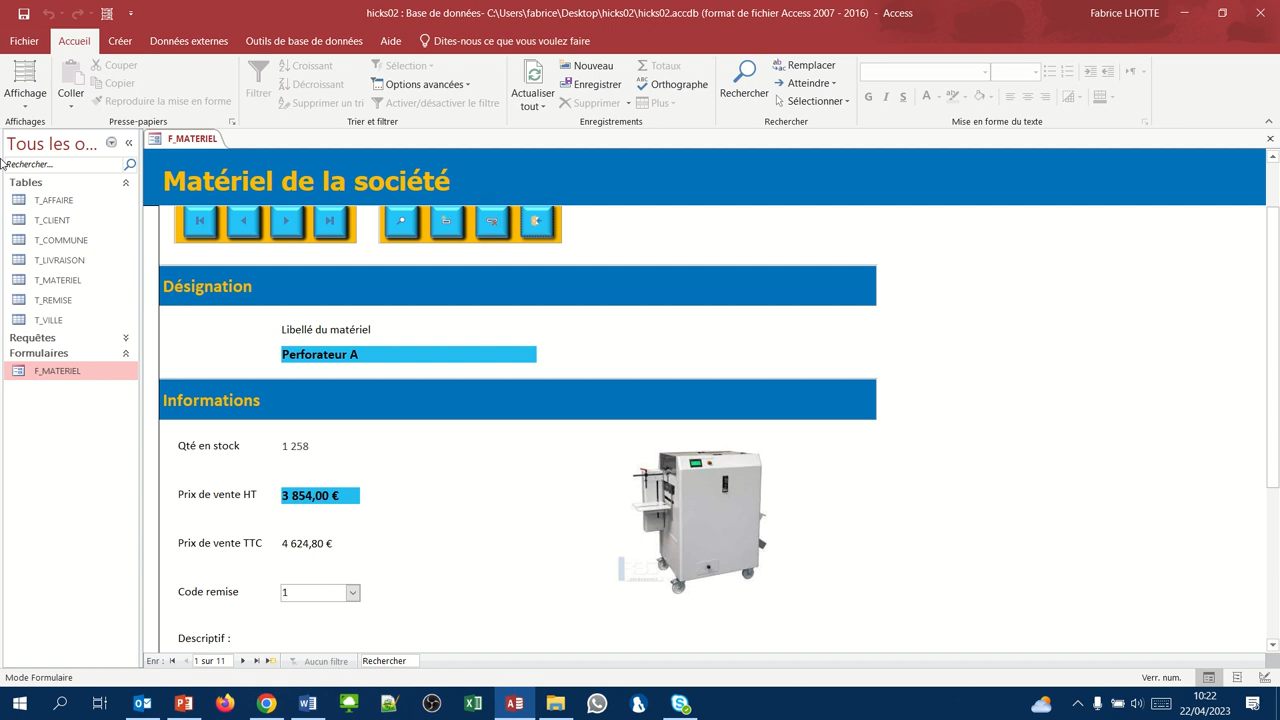 hicks02 : Base de données- C:\Users\fabrice\Desktop\hicks02\hicks02.accdb (format de fichier Access 2007 - 2016) - Access
Fabrice LHOTTE
Fichier Accueil Créer Données externes Outils de base de données Aide Dites-nous ce que vous voulez faire
Affichage
Coller
Couper
Copier
Reproduire la mise en forme
Filtrer
Croissant
Décroissant
Supprimer un tri
Sélection
Options avancées
Activer/désactiver le filtre
Actualiser
tout
Nouveau
Enregistrer
Supprimer
Totaux
Orthographe
Plus
Rechercher
Remplacer
Atteindre
Sélectionner
G I S A
Affichages Presse-papiers Trier et filtrer Enregistrements Rechercher Mise en forme du texte
Tous les o...
Rechercher...
Tables
T_AFFAIRE
T_CLIENT
T_COMMUNE
T_LIVRAISON
T_MATERIEL
T_REMISE
T_VILLE
Requêtes
Formulaires
F_MATERIEL
F_MATERIEL
Matériel de la société
Désignation
Libellé du matériel
Perforateur A
Informations
Qté en stock 1 258
Prix de vente HT 3 854,00 €
Prix de vente TTC 4 624,80 €
Code remise 1
Descriptif :
Enr : 1 sur 11 Aucun filtre Rechercher
Mode Formulaire
Verr. num.
10:22
22/04/2023